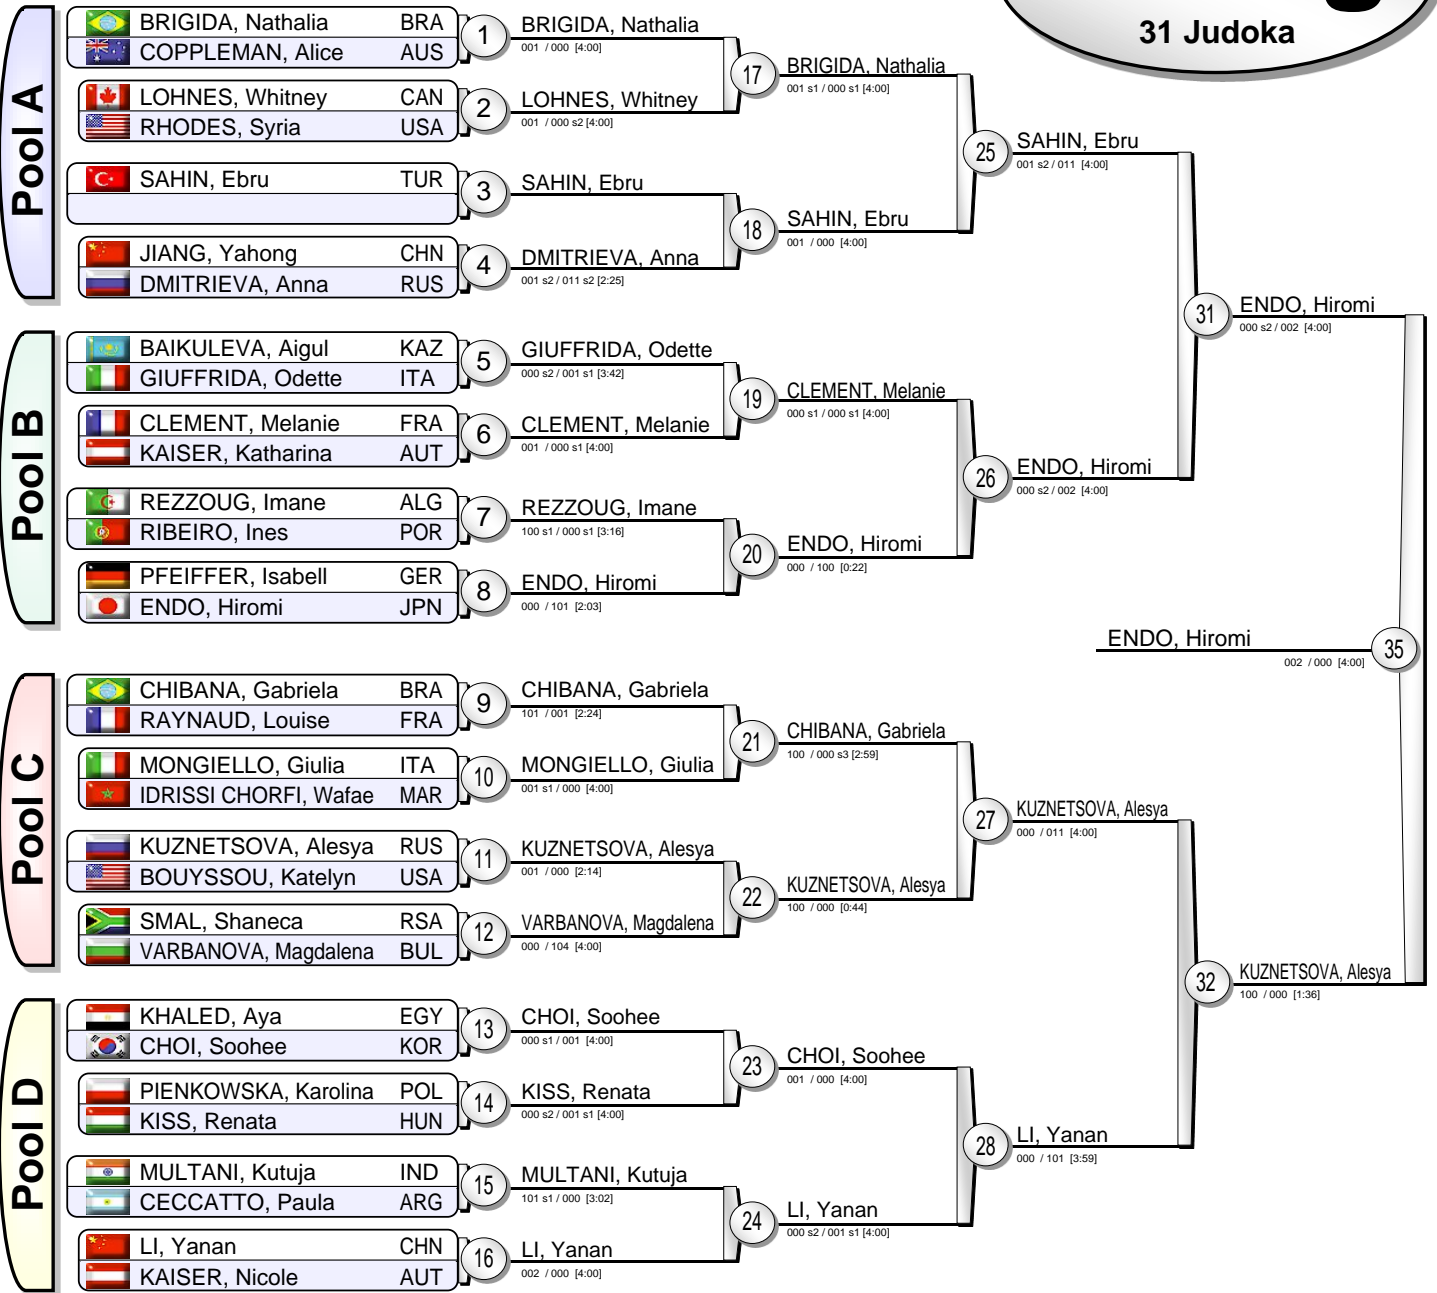 31 Judoka
Pool A
BRIGIDA, Nathalia BRA
COPPLEMAN, Alice AUS
1
LOHNES, Whitney CAN
RHODES, Syria USA
2
SAHIN, Ebru TUR
3
JIANG, Yahong CHN
DMITRIEVA, Anna RUS
4
Pool B
BAIKULEVA, Aigul KAZ
GIUFFRIDA, Odette ITA
5
CLEMENT, Melanie FRA
KAISER, Katharina AUT
6
REZZOUG, Imane ALG
RIBEIRO, Ines POR
7
PFEIFFER, Isabell GER
ENDO, Hiromi JPN
8
Pool C
CHIBANA, Gabriela BRA
RAYNAUD, Louise FRA
9
MONGIELLO, Giulia ITA
IDRISSI CHORFI, Wafae MAR
10
KUZNETSOVA, Alesya RUS
BOUYSSOU, Katelyn USA
11
SMAL, Shaneca RSA
VARBANOVA, Magdalena BUL
12
Pool D
KHALED, Aya EGY
CHOI, Soohee KOR
13
PIENKOWSKA, Karolina POL
KISS, Renata HUN
14
MULTANI, Kutuja IND
CECCATTO, Paula ARG
15
LI, Yanan CHN
KAISER, Nicole AUT
16
BRIGIDA, Nathalia
001 / 000 [4:00]
LOHNES, Whitney
001 / 000 s2 [4:00]
SAHIN, Ebru
DMITRIEVA, Anna
001 s2 / 011 s2 [2:25]
GIUFFRIDA, Odette
000 s2 / 001 s1 [3:42]
CLEMENT, Melanie
001 / 000 s1 [4:00]
REZZOUG, Imane
100 s1 / 000 s1 [3:16]
ENDO, Hiromi
000 / 101 [2:03]
CHIBANA, Gabriela
101 / 001 [2:24]
MONGIELLO, Giulia
001 s1 / 000 [4:00]
KUZNETSOVA, Alesya
001 / 000 [2:14]
VARBANOVA, Magdalena
000 / 104 [4:00]
CHOI, Soohee
000 s1 / 001 [4:00]
KISS, Renata
000 s2 / 001 s1 [4:00]
MULTANI, Kutuja
101 s1 / 000 [3:02]
LI, Yanan
002 / 000 [4:00]
17
BRIGIDA, Nathalia
001 s1 / 000 s1 [4:00]
18
SAHIN, Ebru
001 / 000 [4:00]
19
CLEMENT, Melanie
000 s1 / 000 s1 [4:00]
20
ENDO, Hiromi
000 / 100 [0:22]
21
CHIBANA, Gabriela
100 / 000 s3 [2:59]
22
KUZNETSOVA, Alesya
100 / 000 [0:44]
23
CHOI, Soohee
001 / 000 [4:00]
24
LI, Yanan
000 s2 / 001 s1 [4:00]
25
SAHIN, Ebru
001 s2 / 011 [4:00]
26
ENDO, Hiromi
000 s2 / 002 [4:00]
27
KUZNETSOVA, Alesya
000 / 011 [4:00]
28
LI, Yanan
000 / 101 [3:59]
31
ENDO, Hiromi
000 s2 / 002 [4:00]
32
KUZNETSOVA, Alesya
100 / 000 [1:36]
ENDO, Hiromi
002 / 000 [4:00]
35